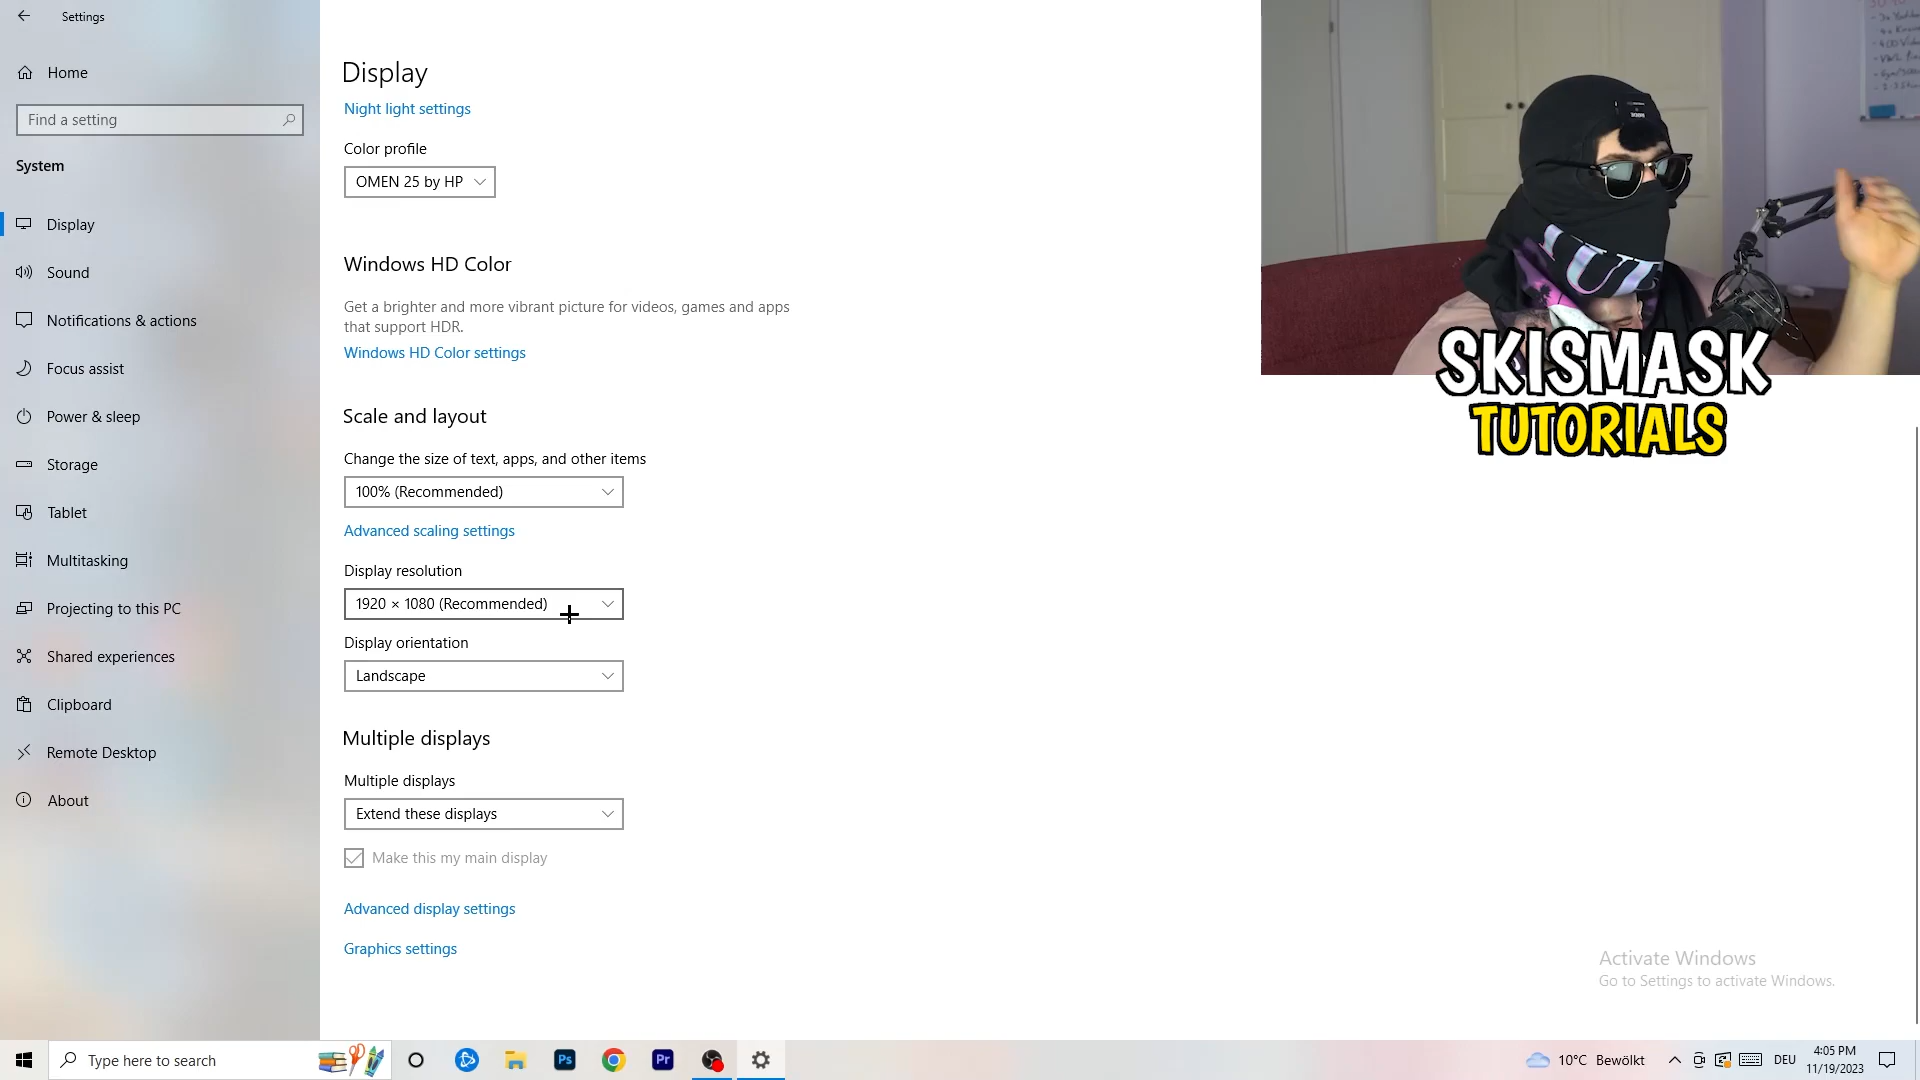 Settings
Home
Find a setting
System
Display
Sound
Notifications & actions
Focus assist
Power & sleep
Storage
Tablet
Multitasking
Projecting to this PC
Shared experiences
Clipboard
Remote Desktop
About
Display
Night light settings
Color profile
OMEN 25 by HP
Windows HD Color
Get a brighter and more vibrant picture for videos, games and apps
that support HDR.
Windows HD Color settings
Scale and layout
Change the size of text, apps, and other items
100% (Recommended)
Advanced scaling settings
Display resolution
1920 × 1080 (Recommended)
Display orientation
Landscape
Multiple displays
Multiple displays
Extend these displays
Make this my main display
Advanced display settings
Graphics settings
SKISMASK
TUTORIALS
Activate Windows
Go to Settings to activate Windows.
Type here to search
Ps
Pr
10°C Bewölkt
DEU
4:05 PM
11/19/2023